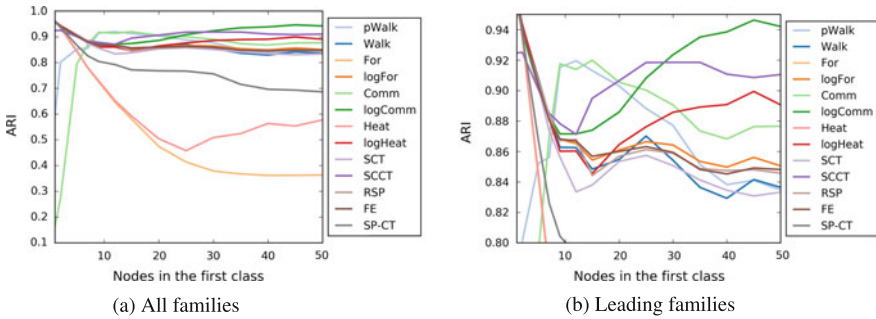 1.0
0.9
0.8
0.7
0.6
0.5
0.4
0.3
0.2
0.1
ARI
10 20 30 40 50
Nodes in the first class
pWalk
Walk
For
logFor
Comm
logComm
Heat
logHeat
SCT
SCCT
RSP
FE
SP-CT
(a) All families
0.94
0.92
0.90
0.88
0.86
0.84
0.82
0.80
ARI
10 20 30 40 50
Nodes in the first class
pWalk
Walk
For
logFor
Comm
logComm
Heat
logHeat
SCT
SCCT
RSP
FE
SP-CT
(b) Leading families